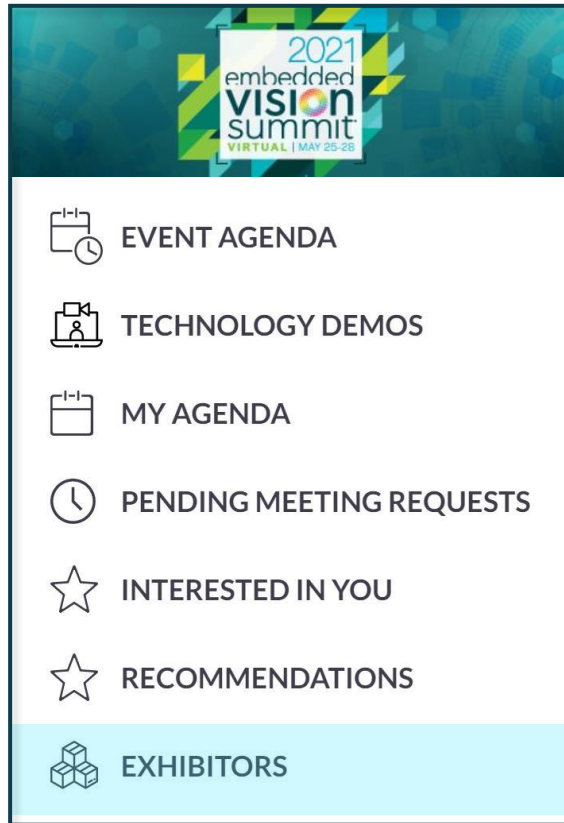 2021
embedded
VISION
summit
VIRTUAL | MAY 25-28
EVENT AGENDA
TECHNOLOGY DEMOS
MY AGENDA
PENDING MEETING REQUESTS
INTERESTED IN YOU
RECOMMENDATIONS
EXHIBITORS